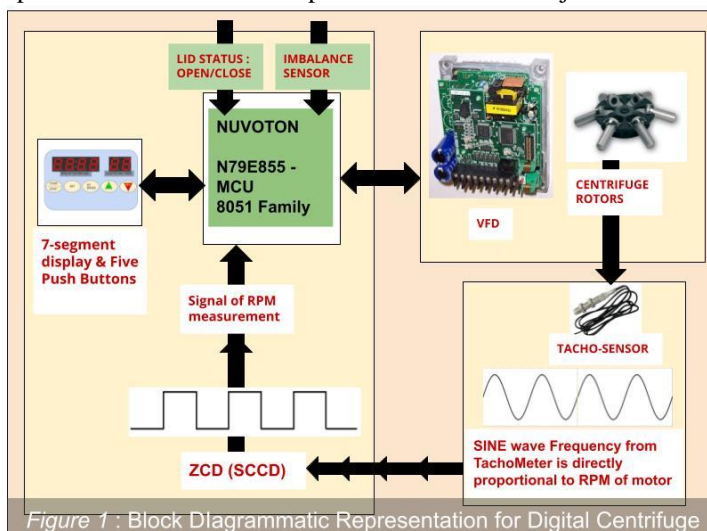 LID STATUS :
OPEN/CLOSE
IMBALANCE
SENSOR
NUVOTON
N79E855 -
MCU
8051 Family
7-segment
display & Five
Push Buttons
Signal of RPM
measurement
ZCD (SCCD)
VFD
CENTRIFUGE
ROTORS
TACHO-SENSOR
SINE wave Frequency from
TachoMeter is directly
proportional to RPM of motor
Figure 1 : Block DIagrammatic Representation for Digital Centrifuge